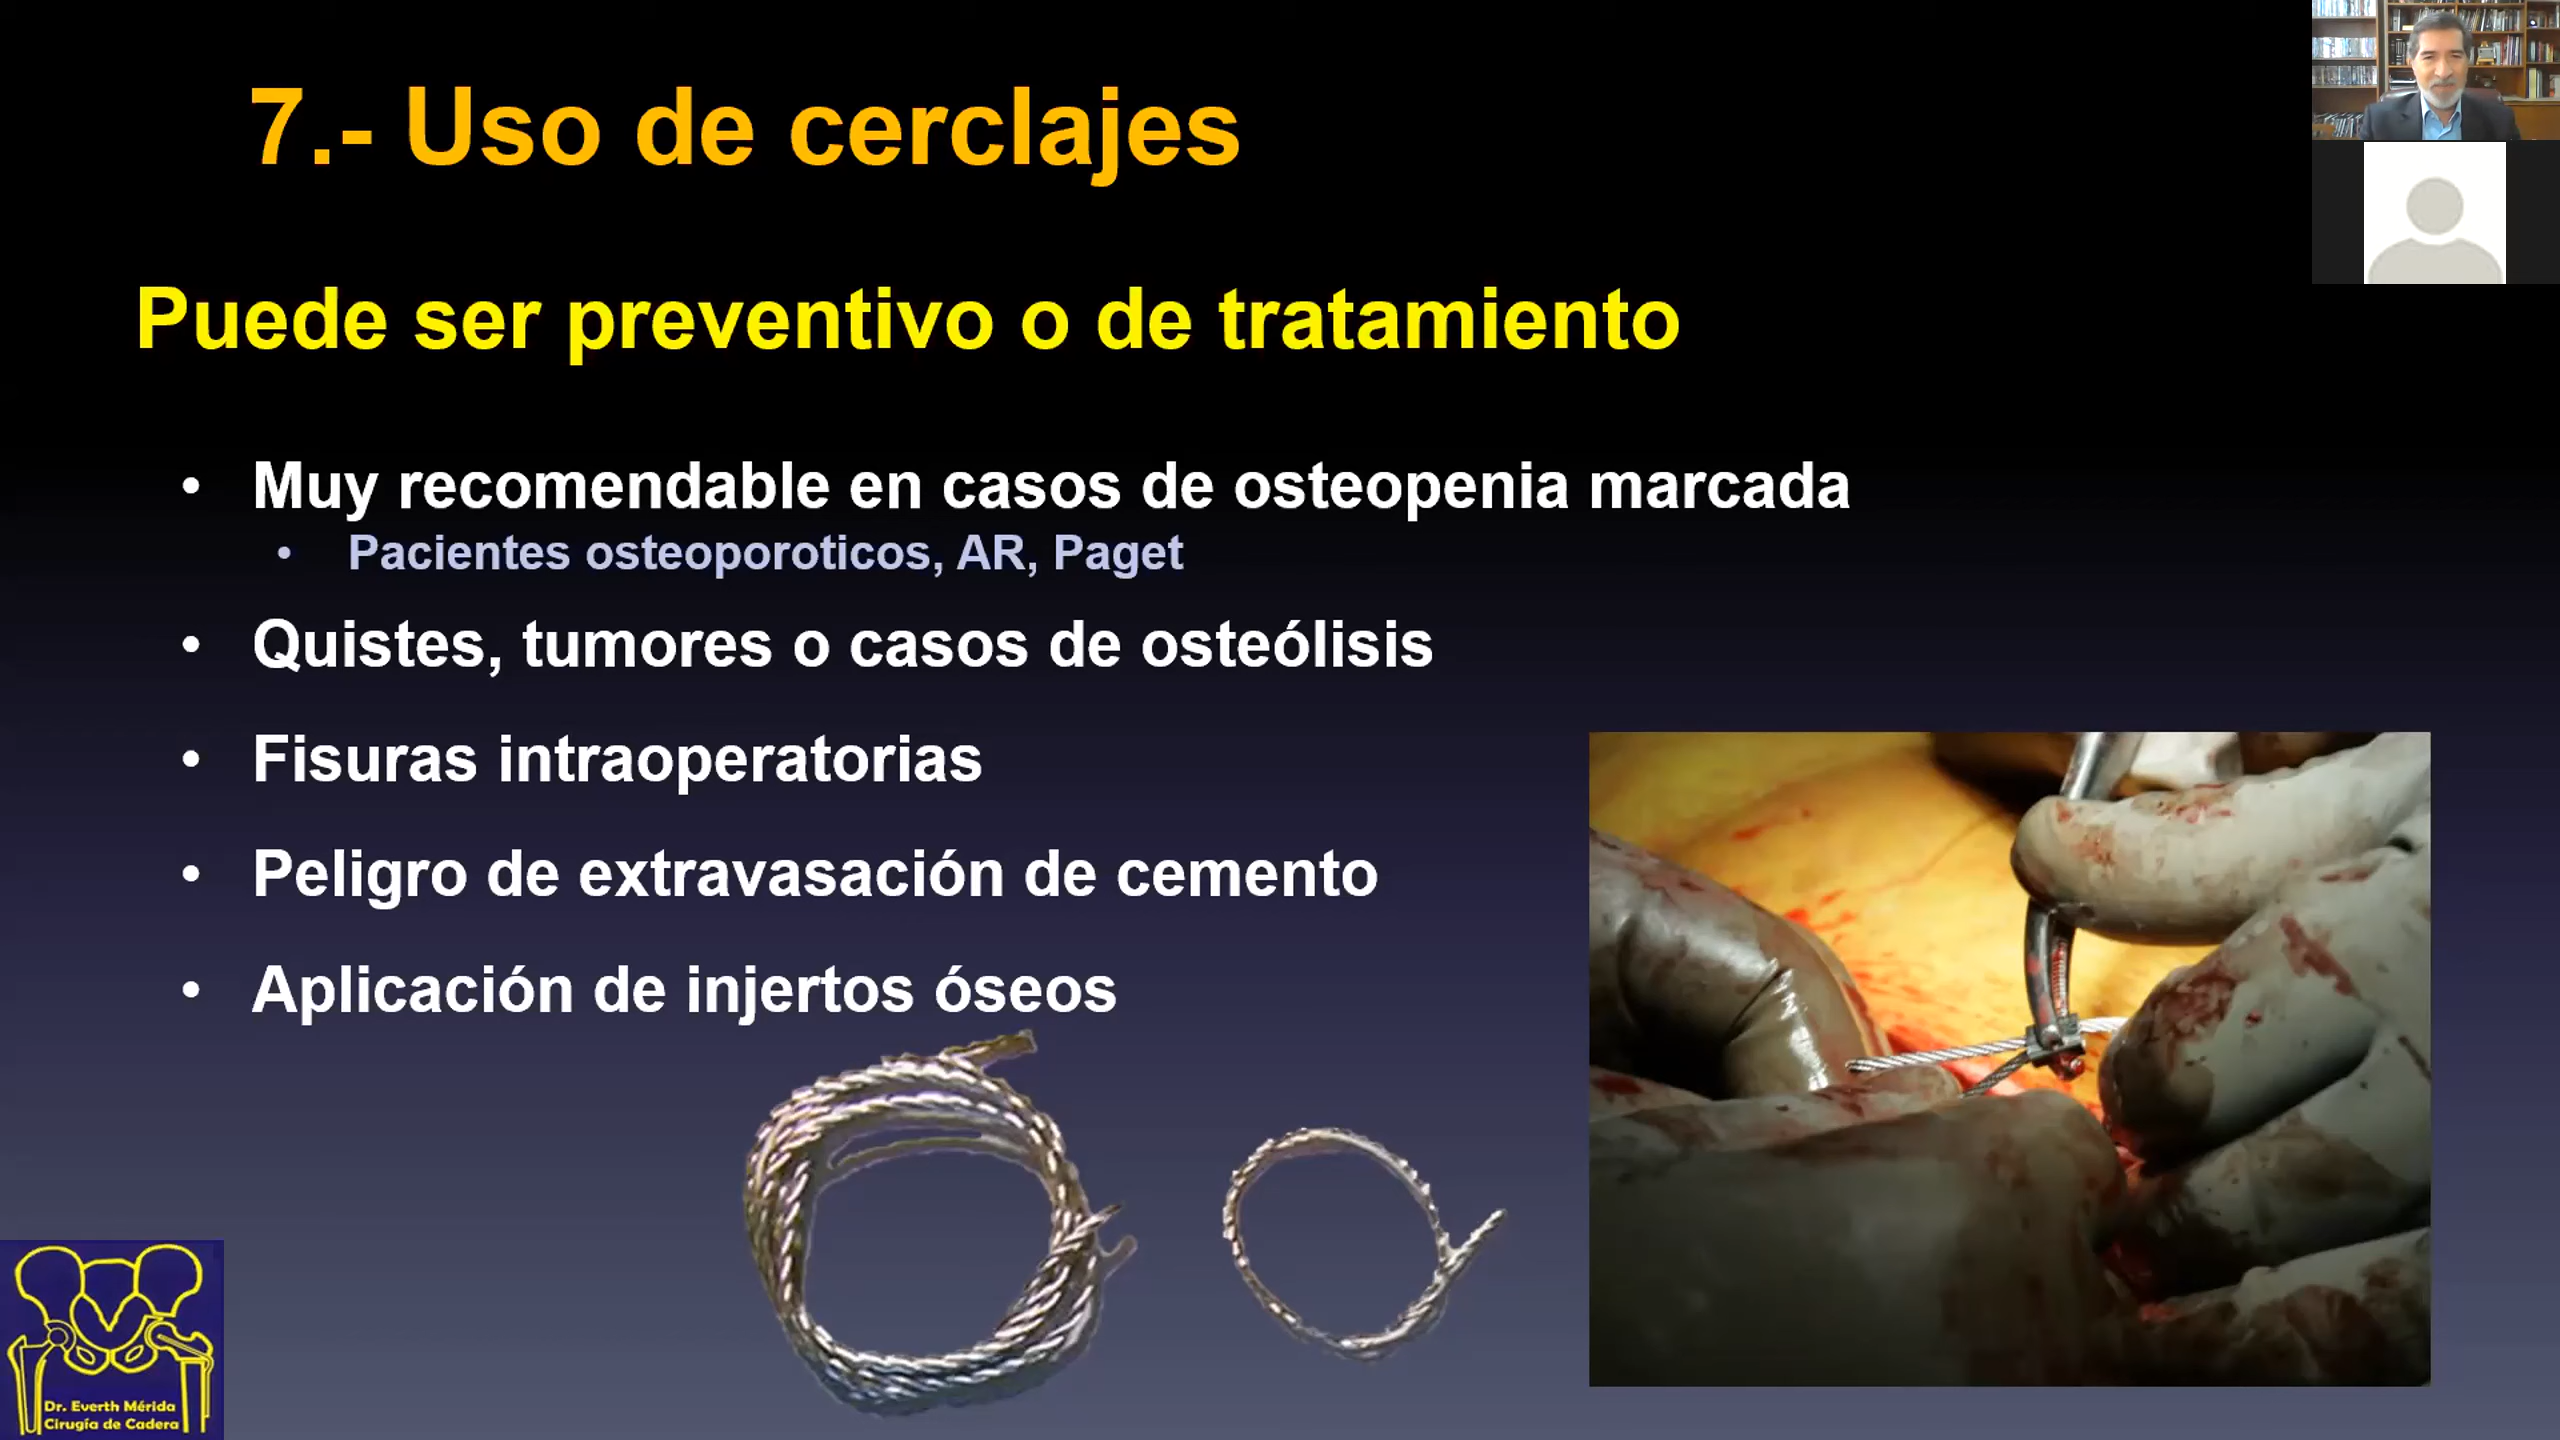 7.- Uso de cerclajes
Puede ser preventivo o de tratamiento
• Muy recomendable en casos de osteopenia marcada
• Pacientes osteoporoticos, AR, Paget
• Quistes, tumores o casos de osteólisis
• Fisuras intraoperatorias
• Peligro de extravasación de cemento
• Aplicación de injertos óseos
Dr. Everth Mérida
Cirugía de Cadera